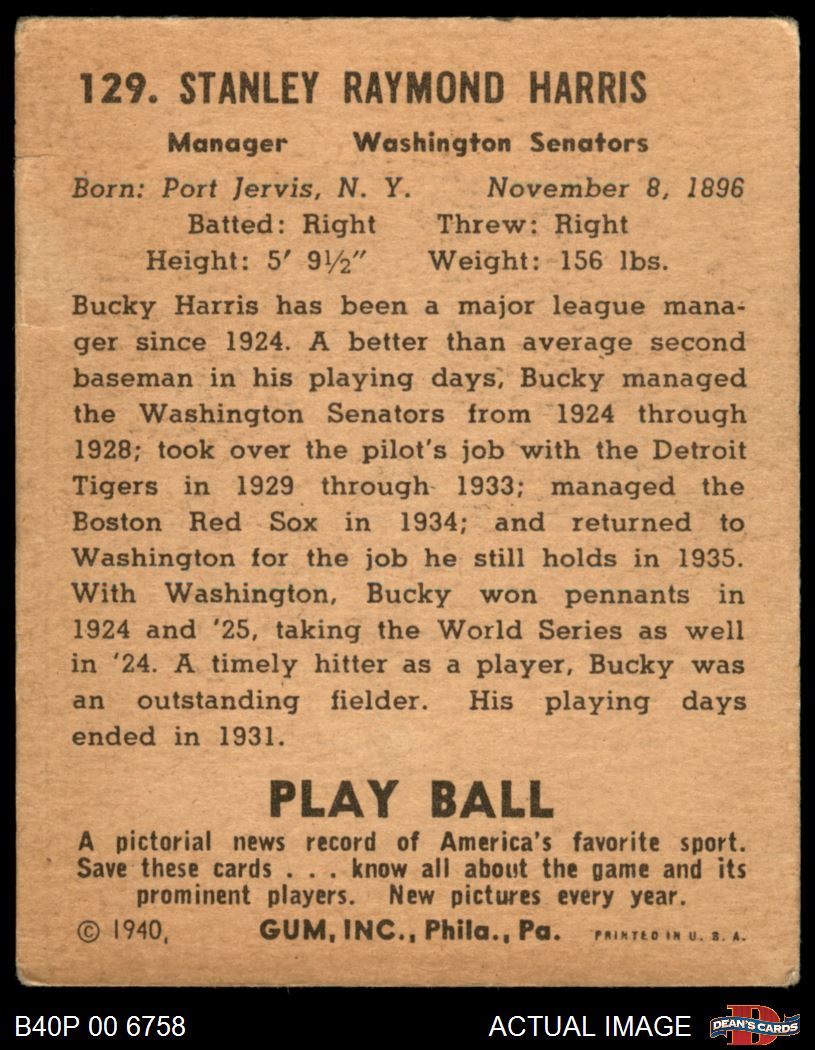 129. STANLEY RAYMOND HARRIS
Manager Washington Senators
Born: Port Jervis, N. Y. November 8, 1896
Batted: Right Threw: Right
Height: 5′ 9½″ Weight: 156 lbs.
Bucky Harris has been a major league mana-
ger since 1924. A better than average second
baseman in his playing days, Bucky managed
the Washington Senators from 1924 through
1928; took over the pilot's job with the Detroit
Tigers in 1929 through 1933; managed the
Boston Red Sox in 1934; and returned to
Washington for the job he still holds in 1935.
With Washington, Bucky won pennants in
1924 and '25, taking the World Series as well
in '24. A timely hitter as a player, Bucky was
an outstanding fielder. His playing days
ended in 1931.
PLAY BALL
A pictorial news record of America's favorite sport.
Save these cards . . . know all about the game and its
prominent players. New pictures every year.
© 1940, GUM, INC., Phila., Pa. PRINTED IN U. S. A.
B40P 00 6758 ACTUAL IMAGE D DEAN'S CARDS